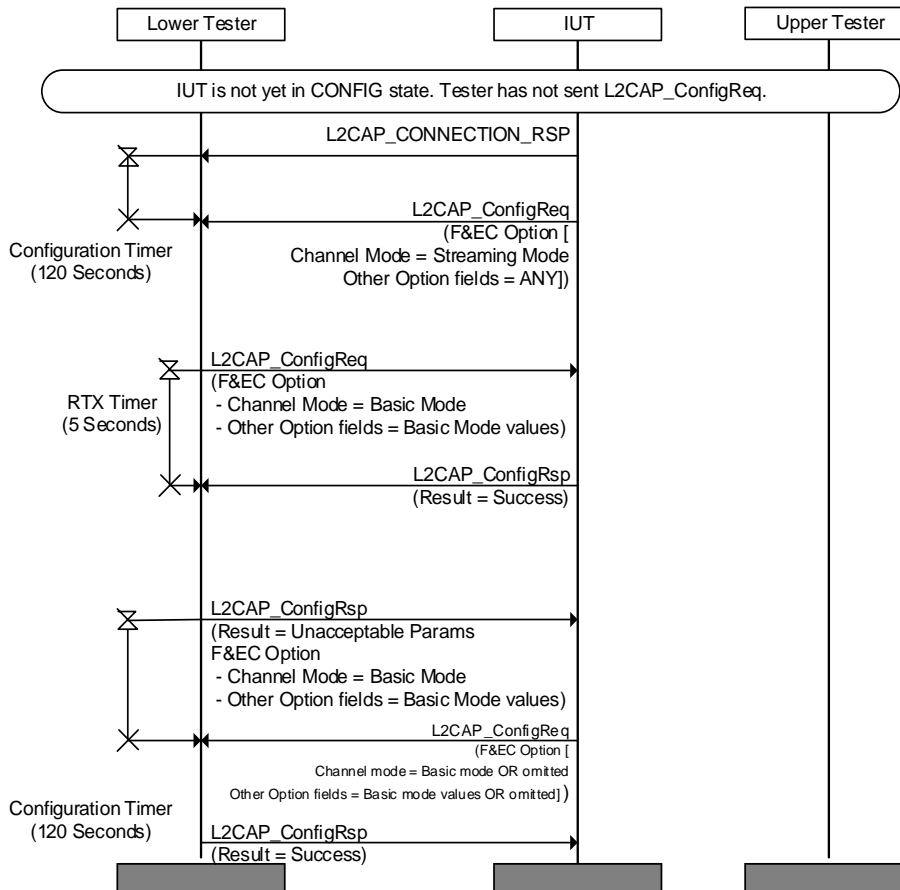 Lower Tester
IUT
Upper Tester
IUT is not yet in CONFIG state. Tester has not sent L2CAP_ConfigReq.
L2CAP_CONNECTION_RSP
L2CAP_ConfigReq
(F&EC Option [
Channel Mode = Streaming Mode
Other Option fields = ANY])
Configuration Timer
(120 Seconds)
L2CAP_ConfigReq
(F&EC Option
- Channel Mode = Basic Mode
- Other Option fields = Basic Mode values)
RTX Timer
(5 Seconds)
L2CAP_ConfigRsp
(Result = Success)
L2CAP_ConfigRsp
(Result = Unacceptable Params
F&EC Option
- Channel Mode = Basic Mode
- Other Option fields = Basic Mode values)
L2CAP_ConfigReq
(F&EC Option [
Channel mode = Basic mode OR omitted
Other Option fields = Basic mode values OR omitted] )
Configuration Timer
(120 Seconds)
L2CAP_ConfigRsp
(Result = Success)